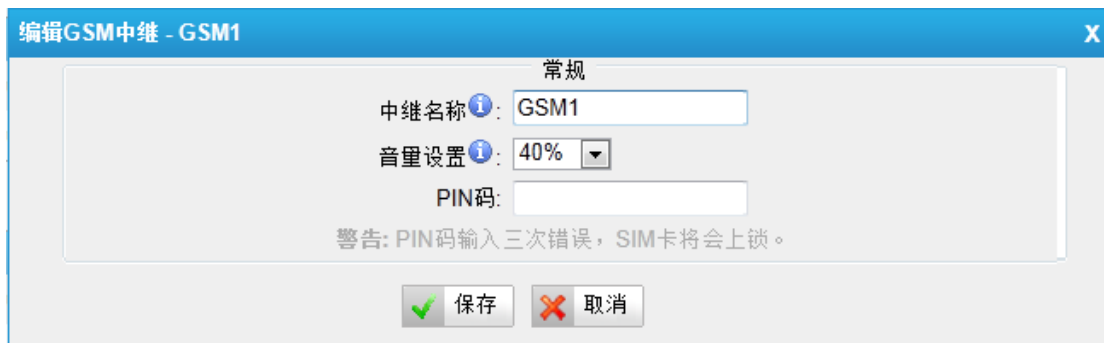 编辑GSM中继 - GSM1 X
常规
中继名称 i : GSM1
音量设置 i : 40%
PIN码:
警告: PIN码输入三次错误，SIM卡将会上锁。
保存 取消